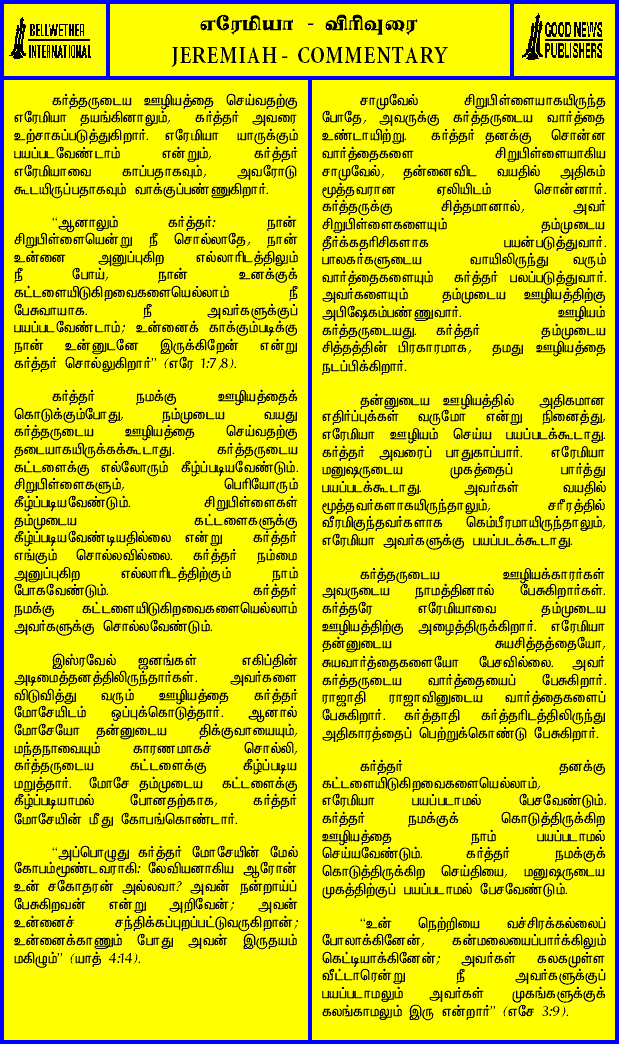 BELLWETHER
INTERNATIONAL
எரேமியா - விரிவுரை
JEREMIAH - COMMENTARY
GOOD NEWS
PUBLISHERS
கர்த்தருடைய ஊழியத்தை செய்வதற்கு
எரேமியா தயங்கினாலும், கர்த்தர் அவரை
உற்சாகப்படுத்துகிறார். எரேமியா யாருக்கும்
பயப்படவேண்டாம் என்றும், கர்த்தர்
எரேமியாவை காப்பதாகவும், அவரோடு
கூடயிருப்பதாகவும் வாக்குப்பண்ணுகிறார்.
“ஆனாலும் கர்த்தர்: நான்
சிறுபிள்ளையென்று நீ சொல்லாதே, நான்
உன்னை அனுப்புகிற எல்லாரிடத்திலும்
நீ போய், நான் உனக்குக்
கட்டளையிடுகிறவைகளையெல்லாம் நீ
பேசுவாயாக. நீ அவர்களுக்குப்
பயப்படவேண்டாம்; உன்னைக் காக்கும்படிக்கு
நான் உன்னுடனே இருக்கிறேன் என்று
கர்த்தர் சொல்லுகிறார்” (எரே 1:7,8).
கர்த்தர் நமக்கு ஊழியத்தைக்
கொடுக்கும்போது, நம்முடைய வயது
கர்த்தருடைய ஊழியத்தை செய்வதற்கு
தடையாகயிருக்கக்கூடாது. கர்த்தருடைய
கட்டளைக்கு எல்லோரும் கீழ்ப்படியவேண்டும்.
சிறுபிள்ளைகளும், பெரியோரும்
கீழ்ப்படியவேண்டும். சிறுபிள்ளைகள்
தம்முடைய கட்டளைகளுக்கு
கீழ்ப்படியவேண்டியதில்லை என்று கர்த்தர்
எங்கும் சொல்லவில்லை. கர்த்தர் நம்மை
அனுப்புகிற எல்லாரிடத்திற்கும் நாம்
போகவேண்டும். கர்த்தர்
நமக்கு கட்டளையிடுகிறவைகளையெல்லாம்
அவர்களுக்கு சொல்லவேண்டும்.
இஸ்ரவேல் ஜனங்கள் எகிப்தின்
அடிமைத்தனத்திலிருந்தார்கள். அவர்களை
விடுவித்து வரும் ஊழியத்தை கர்த்தர்
மோசேயிடம் ஒப்புக்கொடுத்தார். ஆனால்
மோசேயோ தன்னுடைய திக்குவாயையும்,
மந்தநாவையும் காரணமாகச் சொல்லி,
கர்த்தருடைய கட்டளைக்கு கீழ்ப்படிய
மறுத்தார். மோசே தம்முடைய கட்டளைக்கு
கீழ்ப்படியாமல் போனதற்காக, கர்த்தர்
மோசேயின் மீது கோபங்கொண்டார்.
“அப்பொழுது கர்த்தர் மோசேயின் மேல்
கோபம்மூண்டவராகி: லேவியனாகிய ஆரோன்
உன் சகோதரன் அல்லவா? அவன் நன்றாய்ப்
பேசுகிறவன் என்று அறிவேன்; அவன்
உன்னைச் சந்திக்கப்புறப்பட்டுவருகிறான்;
உன்னைக்காணும் போது அவன் இருதயம்
மகிழும்” (யாத் 4:14).
சாமுவேல் சிறுபிள்ளையாகயிருந்த
போதே, அவருக்கு கர்த்தருடைய வார்த்தை
உண்டாயிற்று. கர்த்தர் தனக்கு சொன்ன
வார்த்தைகளை சிறுபிள்ளையாகிய
சாமுவேல், தன்னைவிட வயதில் அதிகம்
மூத்தவரான ஏலியிடம் சொன்னார்.
கர்த்தருக்கு சித்தமானால், அவர்
சிறுபிள்ளைகளையும் தம்முடைய
தீர்க்கதரிசிகளாக பயன்படுத்துவார்.
பாலகர்களுடைய வாயிலிருந்து வரும்
வார்த்தைகளையும் கர்த்தர் பலப்படுத்துவார்.
அவர்களையும் தம்முடைய ஊழியத்திற்கு
அபிஷேகம்பண்ணுவார். ஊழியம்
கர்த்தருடையது. கர்த்தர் தம்முடைய
சித்தத்தின் பிரகாரமாக, தமது ஊழியத்தை
நடப்பிக்கிறார்.
தன்னுடைய ஊழியத்தில் அதிகமான
எதிர்ப்புக்கள் வருமோ என்று நினைத்து,
எரேமியா ஊழியம் செய்ய பயப்படக்கூடாது.
கர்த்தர் அவரைப் பாதுகாப்பார். எரேமியா
மனுஷருடைய முகத்தைப் பார்த்து
பயப்படக்கூடாது. அவர்கள் வயதில்
மூத்தவர்களாகயிருந்தாலும், சரீரத்தில்
வீரமிகுந்தவர்களாக கெம்பீரமாயிருந்தாலும்,
எரேமியா அவர்களுக்கு பயப்படக்கூடாது.
கர்த்தருடைய ஊழியக்காரர்கள்
அவருடைய நாமத்தினால் பேசுகிறார்கள்.
கர்த்தரே எரேமியாவை தம்முடைய
ஊழியத்திற்கு அழைத்திருக்கிறார். எரேமியா
தன்னுடைய சுயசித்தத்தையோ,
சுயவார்த்தைகளையோ பேசவில்லை. அவர்
கர்த்தருடைய வார்த்தையைப் பேசுகிறார்.
ராஜாதி ராஜாவினுடைய வார்த்தைகளைப்
பேசுகிறார். கர்த்தாதி கர்த்தரிடத்திலிருந்து
அதிகாரத்தைப் பெற்றுக்கொண்டு பேசுகிறார்.
கர்த்தர் தனக்கு
கட்டளையிடுகிறவைகளையெல்லாம்,
எரேமியா பயப்படாமல் பேசவேண்டும்.
கர்த்தர் நமக்குக் கொடுத்திருக்கிற
ஊழியத்தை நாம் பயப்படாமல்
செய்யவேண்டும். கர்த்தர் நமக்குக்
கொடுத்திருக்கிற செய்தியை, மனுஷருடைய
முகத்திற்குப் பயப்படாமல் பேசவேண்டும்.
“உன் நெற்றியை வச்சிரக்கல்லைப்
போலாக்கினேன், கன்மலையைப்பார்க்கிலும்
கெட்டியாக்கினேன்; அவர்கள் கலகமுள்ள
வீட்டாரென்று நீ அவர்களுக்குப்
பயப்படாமலும் அவர்கள் முகங்களுக்குக்
கலங்காமலும் இரு என்றார்” (எசே 3:9).